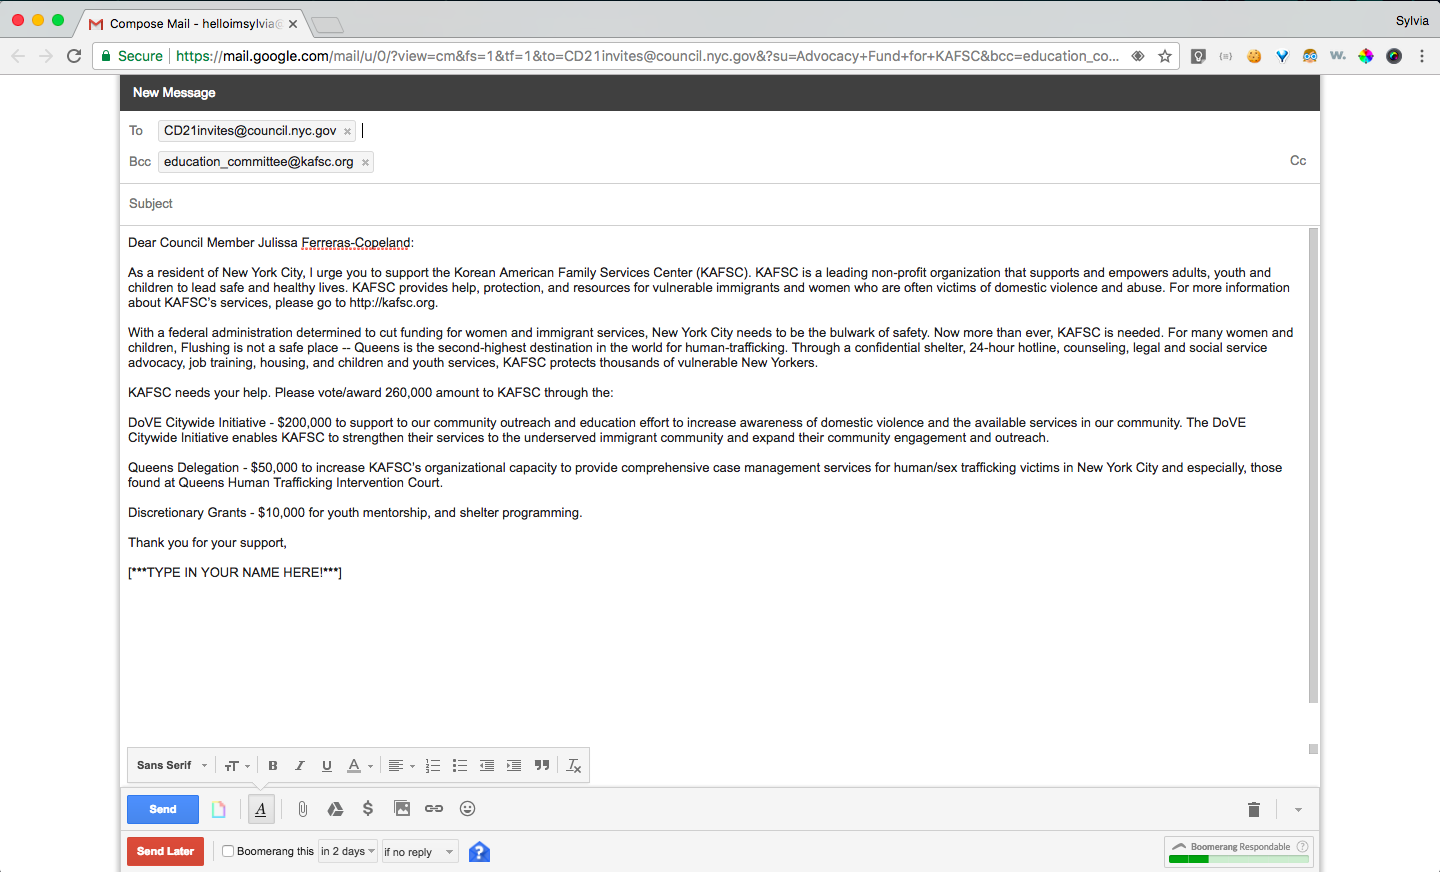 Compose Mail - helloimsylvia@
Sylvia
Secure | https://mail.google.com/mail/u/0/?view=cm&fs=1&tf=1&to=CD21invites@council.nyc.gov&?su=Advocacy+Fund+for+KAFSC&bcc=education_co...
New Message
To CD21invites@council.nyc.gov ×
Bcc education_committee@kafsc.org × Cc
Subject
Dear Council Member Julissa Ferreras-Copeland:
As a resident of New York City, I urge you to support the Korean American Family Services Center (KAFSC). KAFSC is a leading non-profit organization that supports and empowers adults, youth and
children to lead safe and healthy lives. KAFSC provides help, protection, and resources for vulnerable immigrants and women who are often victims of domestic violence and abuse. For more information
about KAFSC's services, please go to http://kafsc.org.
With a federal administration determined to cut funding for women and immigrant services, New York City needs to be the bulwark of safety. Now more than ever, KAFSC is needed. For many women and
children, Flushing is not a safe place -- Queens is the second-highest destination in the world for human-trafficking. Through a confidential shelter, 24-hour hotline, counseling, legal and social service
advocacy, job training, housing, and children and youth services, KAFSC protects thousands of vulnerable New Yorkers.
KAFSC needs your help. Please vote/award 260,000 amount to KAFSC through the:
DoVE Citywide Initiative - $200,000 to support to our community outreach and education effort to increase awareness of domestic violence and the available services in our community. The DoVE
Citywide Initiative enables KAFSC to strengthen their services to the underserved immigrant community and expand their community engagement and outreach.
Queens Delegation - $50,000 to increase KAFSC's organizational capacity to provide comprehensive case management services for human/sex trafficking victims in New York City and especially, those
found at Queens Human Trafficking Intervention Court.
Discretionary Grants - $10,000 for youth mentorship, and shelter programming.
Thank you for your support,
[***TYPE IN YOUR NAME HERE!***]
Sans Serif
Send
Send Later Boomerang this in 2 days if no reply
Boomerang Respondable